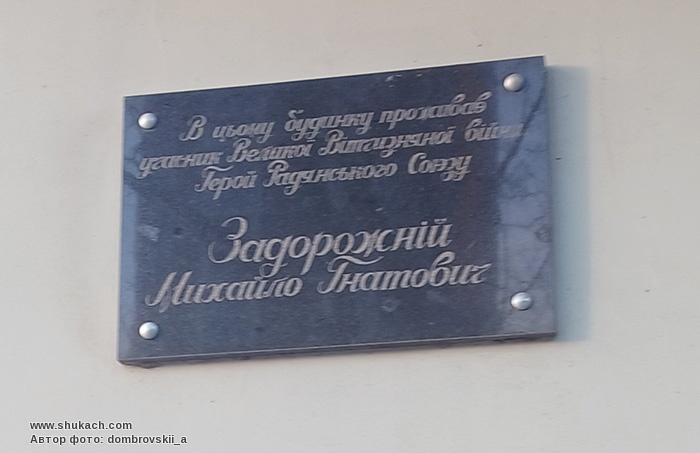 В цьому будинку проживав
учасник Великої Вітчизняної війни
Герой Радянського Союзу
Задорожній
Михайло Гнатович
www.shukach.com
Автор фото: dombrovskii_a